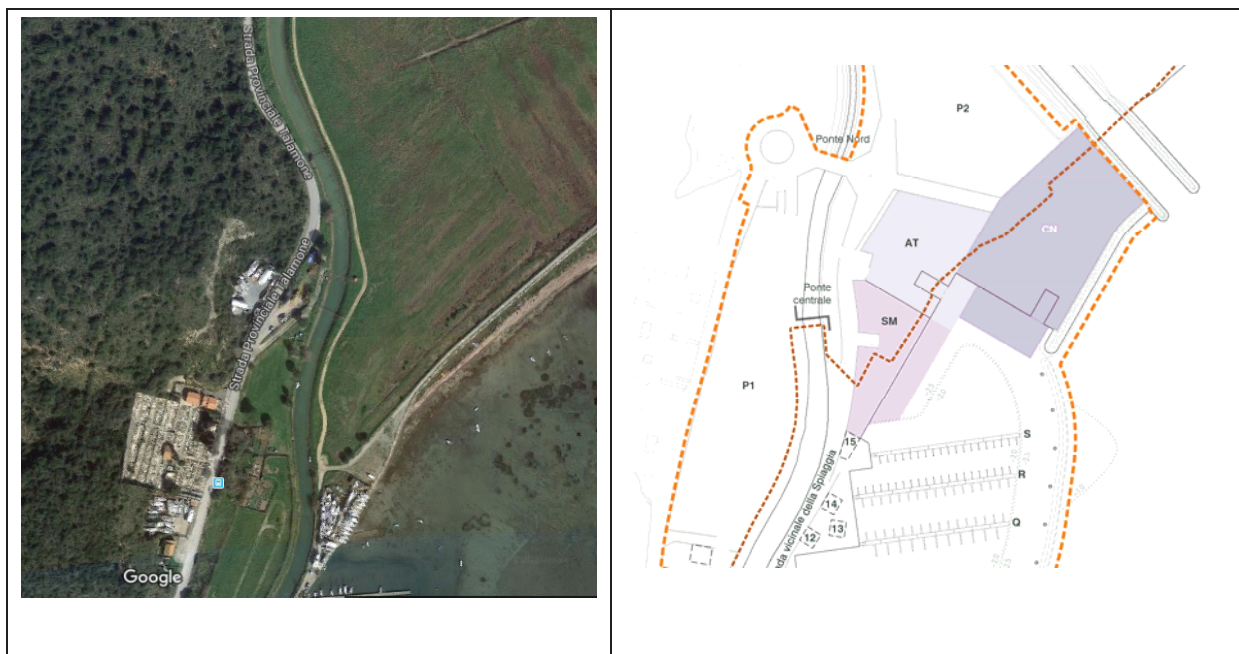 Strada Provinciale Talamone
Strada Provinciale Talamone
Google
P2
Ponte Nord
CN
AT
Ponte
centrale
SM
P1
15
S
R
14
13
12
Q
da vicinale della Spiaggia